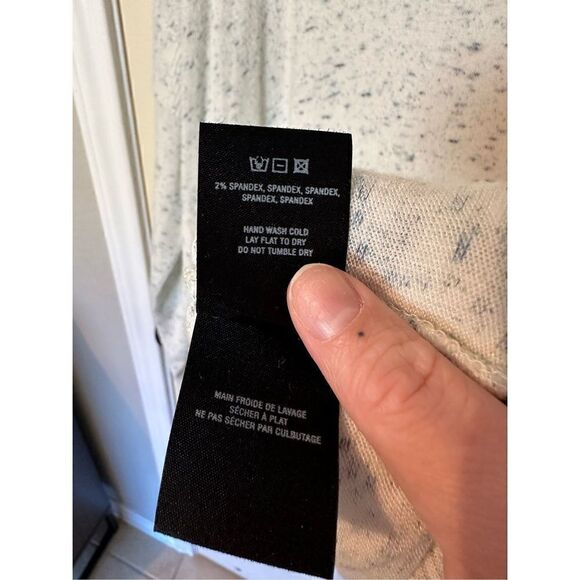 2% SPANDEX, SPANDEX, SPANDEX,
SPANDEX, SPANDEX
HAND WASH COLD
LAY FLAT TO DRY
DO NOT TUMBLE DRY
MAIN FROIDE DE LAVAGE
SÉCHER À PLAT
NE PAS SÉCHER PAR CULBUTAGE